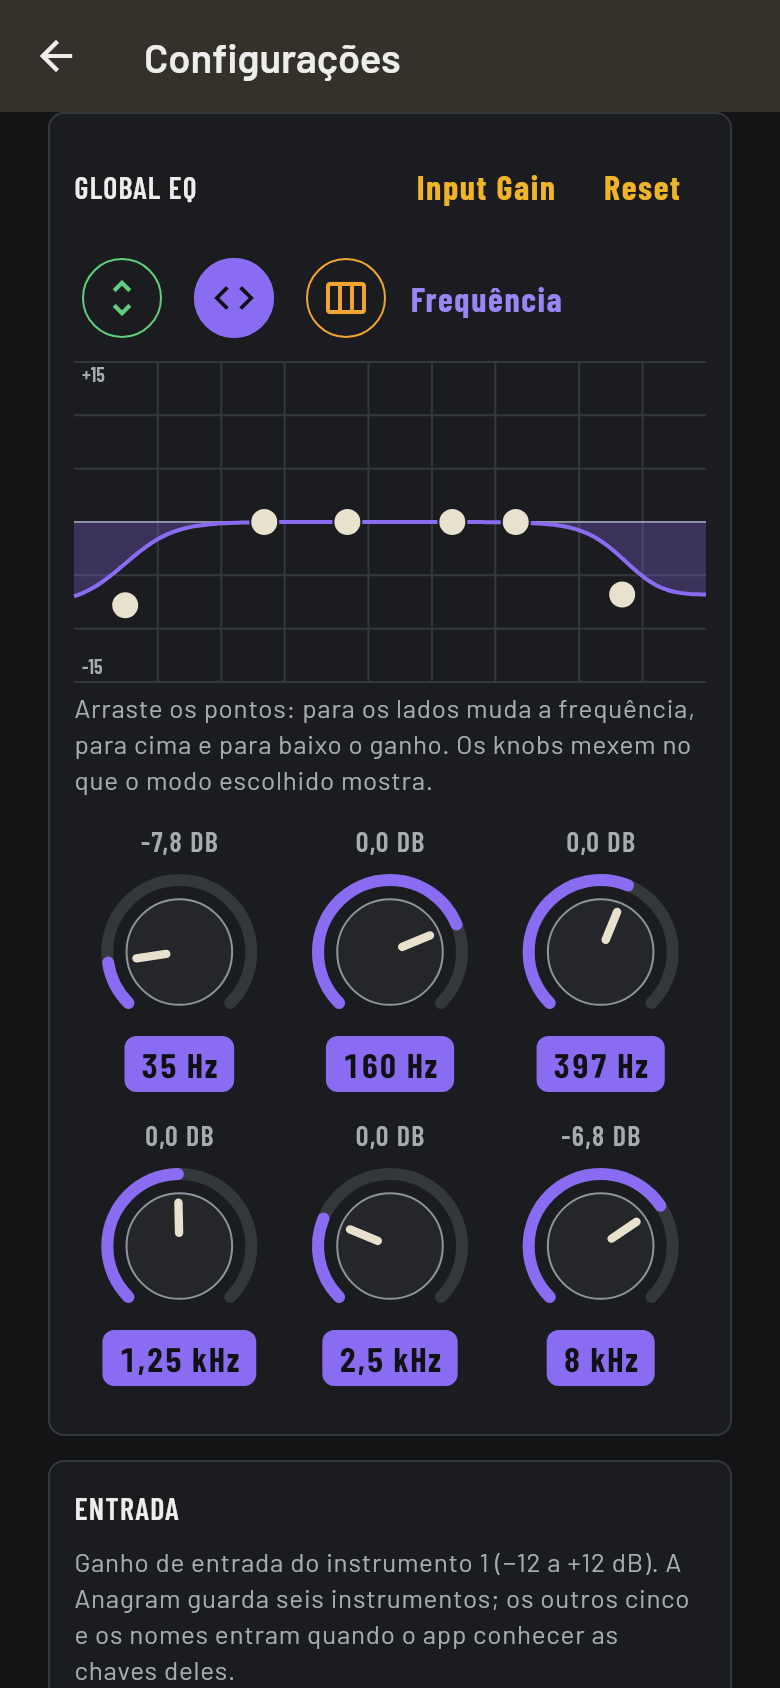 Configurações
GLOBAL EQ
Input Gain
Reset
Frequência
+15
-15
Arraste os pontos: para os lados muda a frequência,
para cima e para baixo o ganho. Os knobs mexem no
que o modo escolhido mostra.
-7,8 DB
0,0 DB
0,0 DB
35 Hz
160 Hz
397 Hz
0,0 DB
0,0 DB
-6,8 DB
1,25 kHz
2,5 kHz
8 kHz
ENTRADA
Ganho de entrada do instrumento 1 (−12 a +12 dB). A
Anagram guarda seis instrumentos; os outros cinco
e os nomes entram quando o app conhecer as
chaves deles.